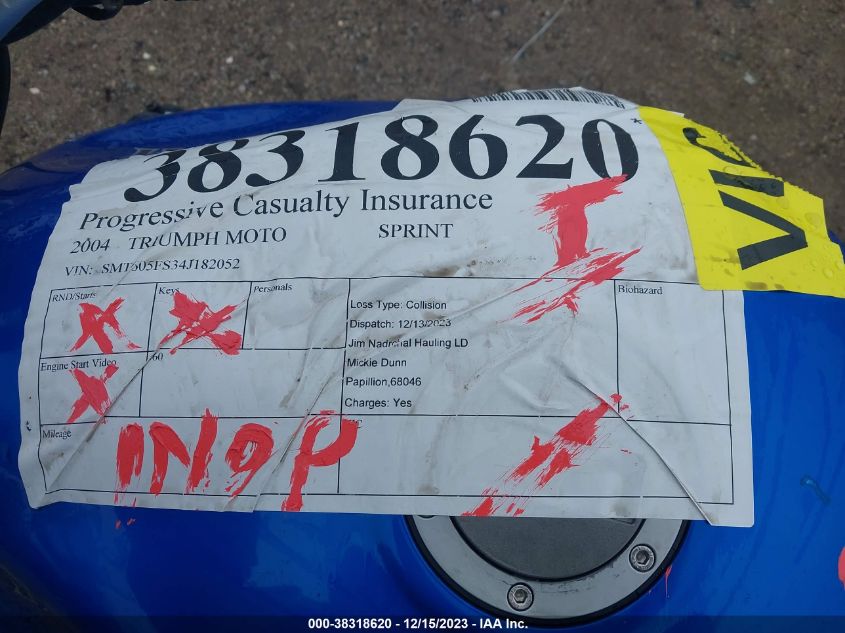 38318620*
VIC
Progressive Casualty Insurance
2004 TRIUMPH MOTO SPRINT
VIN: SMT605FS34J182052
RND/Starts Keys Personals Biohazard
Loss Type: Collision
Dispatch: 12/13/2023
Jim Nadrchal Hauling LD
Engine Start Video 60
Mickie Dunn
Papillion,68046
Charges: Yes
Mileage
INOP
000-38318620 - 12/15/2023 - IAA Inc.